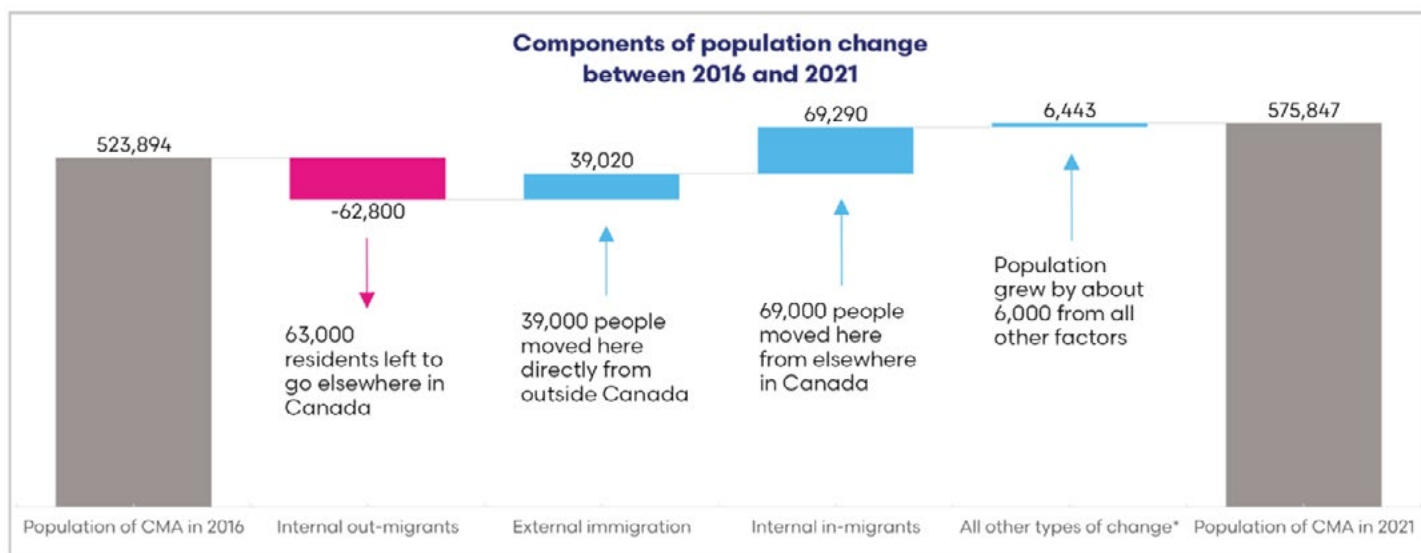 Components of population change
between 2016 and 2021
523,894
-62,800
39,020
69,290
6,443
575,847
63,000
residents left to
go elsewhere in
Canada
39,000 people
moved here
directly from
outside Canada
69,000 people
moved here
from elsewhere
in Canada
Population
grew by about
6,000 from all
other factors
Population of CMA in 2016
Internal out-migrants
External immigration
Internal in-migrants
All other types of change*
Population of CMA in 2021